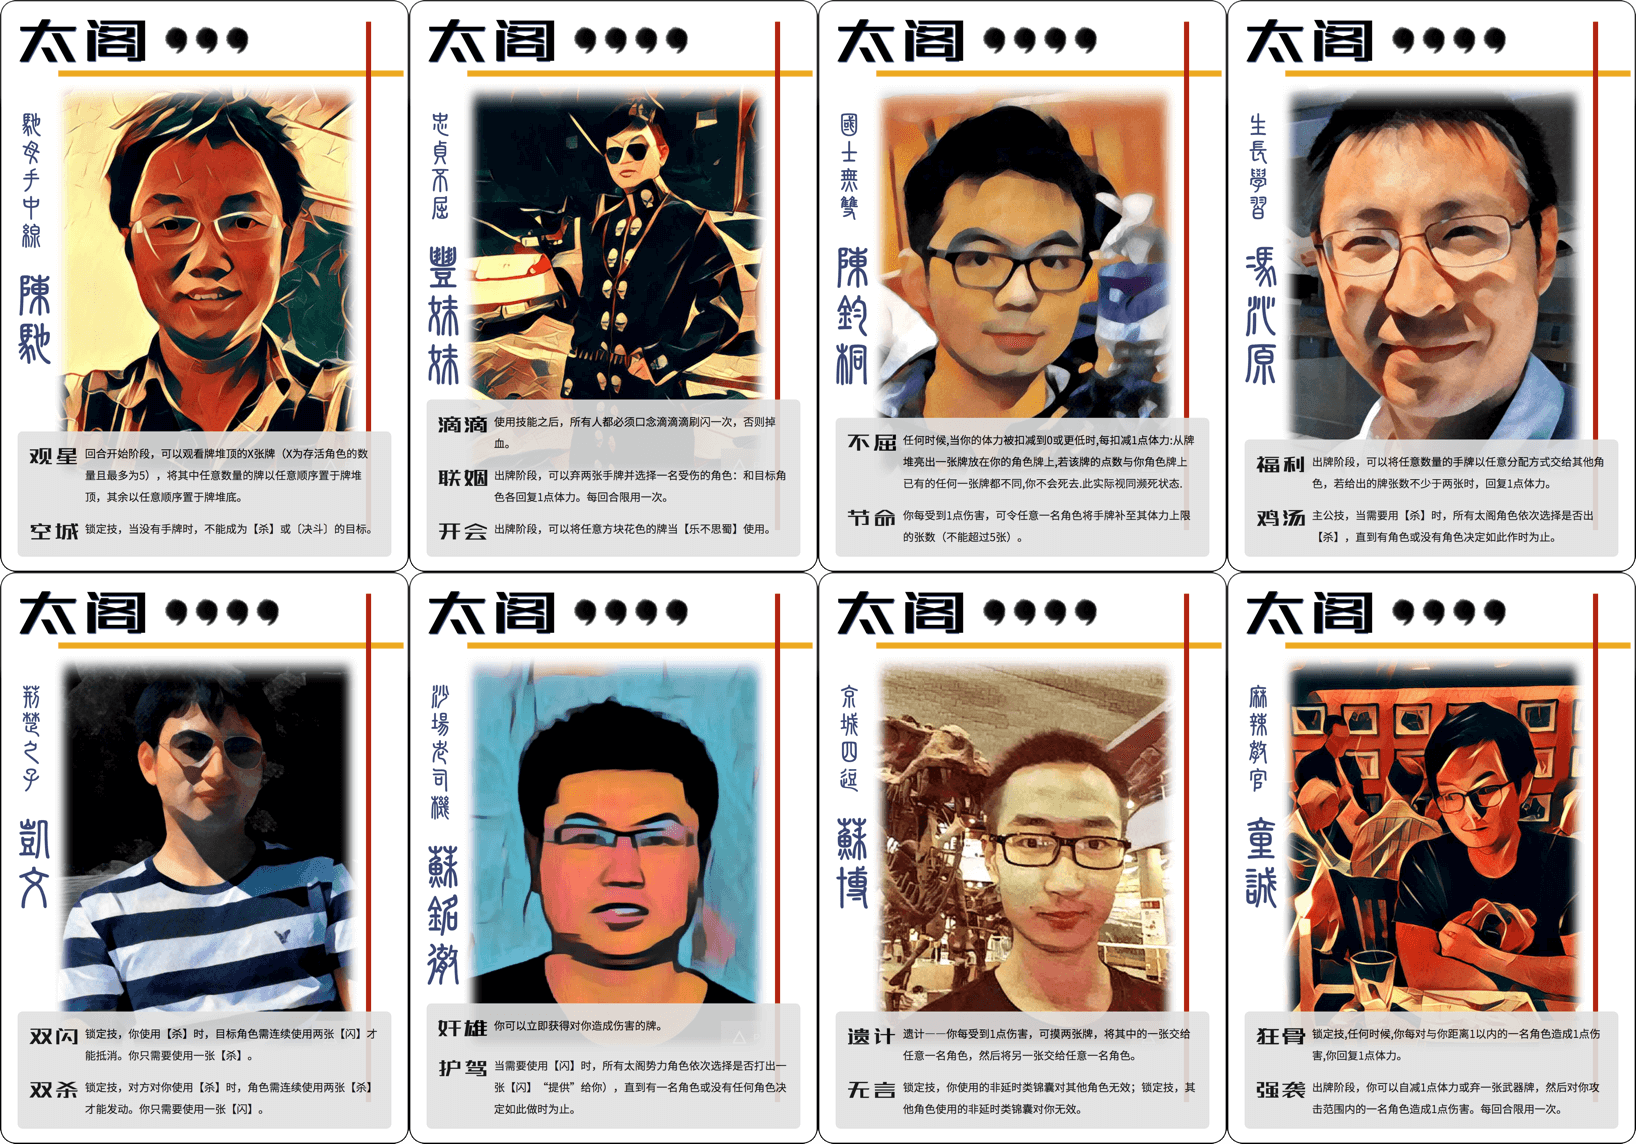 太阁
馳母手中線
陳馳
观星 回合开始阶段，可以观看牌堆顶的X张牌（X为存活角色的数
量且最多为5），将其中任意数量的牌以任意顺序置于牌堆
顶，其余以任意顺序置于牌堆底。
空城 锁定技，当没有手牌时，不能成为【杀】或〔决斗〕的目标。
太阁
忠貞不屈
豐妹妹
滴滴 使用技能之后，所有人都必须口念滴滴滴刷闪一次，否则掉
血。
联姻 出牌阶段，可以弃两张手牌并选择一名受伤的角色：和目标角
色各回复1点体力。每回合限用一次。
开会 出牌阶段，可以将任意方块花色的牌当【乐不思蜀】使用。
太阁
國士無雙
陳鈞桐
不屈 任何时候,当你的体力被扣减到0或更低时,每扣减1点体力:从牌
堆亮出一张牌放在你的角色牌上,若该牌的点数与你角色牌上
已有的任何一张牌都不同,你不会死去.此实际视同濒死状态.
节命 你每受到1点伤害，可令任意一名角色将手牌补至其体力上限
的张数（不能超过5张）。
太阁
生長學習
馮沁原
福利 出牌阶段，可以将任意数量的手牌以任意分配方式交给其他角
色，若给出的牌张数不少于两张时，回复1点体力。
鸡汤 主公技，当需要用【杀】时，所有太阁角色依次选择是否出
【杀】，直到有角色或没有角色决定如此作时为止。
太阁
荊楚之子
凱文
双闪 锁定技，你使用【杀】时，目标角色需连续使用两张【闪】才
能抵消。你只需要使用一张【杀】。
双杀 锁定技，对方对你使用【杀】时，角色需连续使用两张【杀】
才能发动。你只需要使用一张【闪】。
太阁
沙場老司機
蘇銘徹
奸雄 你可以立即获得对你造成伤害的牌。
护驾 当需要使用【闪】时，所有太阁势力角色依次选择是否打出一
张【闪】“提供”给你），直到有一名角色或没有任何角色决
定如此做时为止。
太阁
京城四逗
蘇博
遗计 遗计——你每受到1点伤害，可摸两张牌，将其中的一张交给
任意一名角色，然后将另一张交给任意一名角色。
无言 锁定技，你使用的非延时类锦囊对其他角色无效；锁定技，其
他角色使用的非延时类锦囊对你无效。
太阁
麻辣教官
童誠
狂骨 锁定技,任何时候,你每对与你距离1以内的一名角色造成1点伤
害,你回复1点体力。
强袭 出牌阶段，你可以自减1点体力或弃一张武器牌，然后对你攻
击范围内的一名角色造成1点伤害。每回合限用一次。